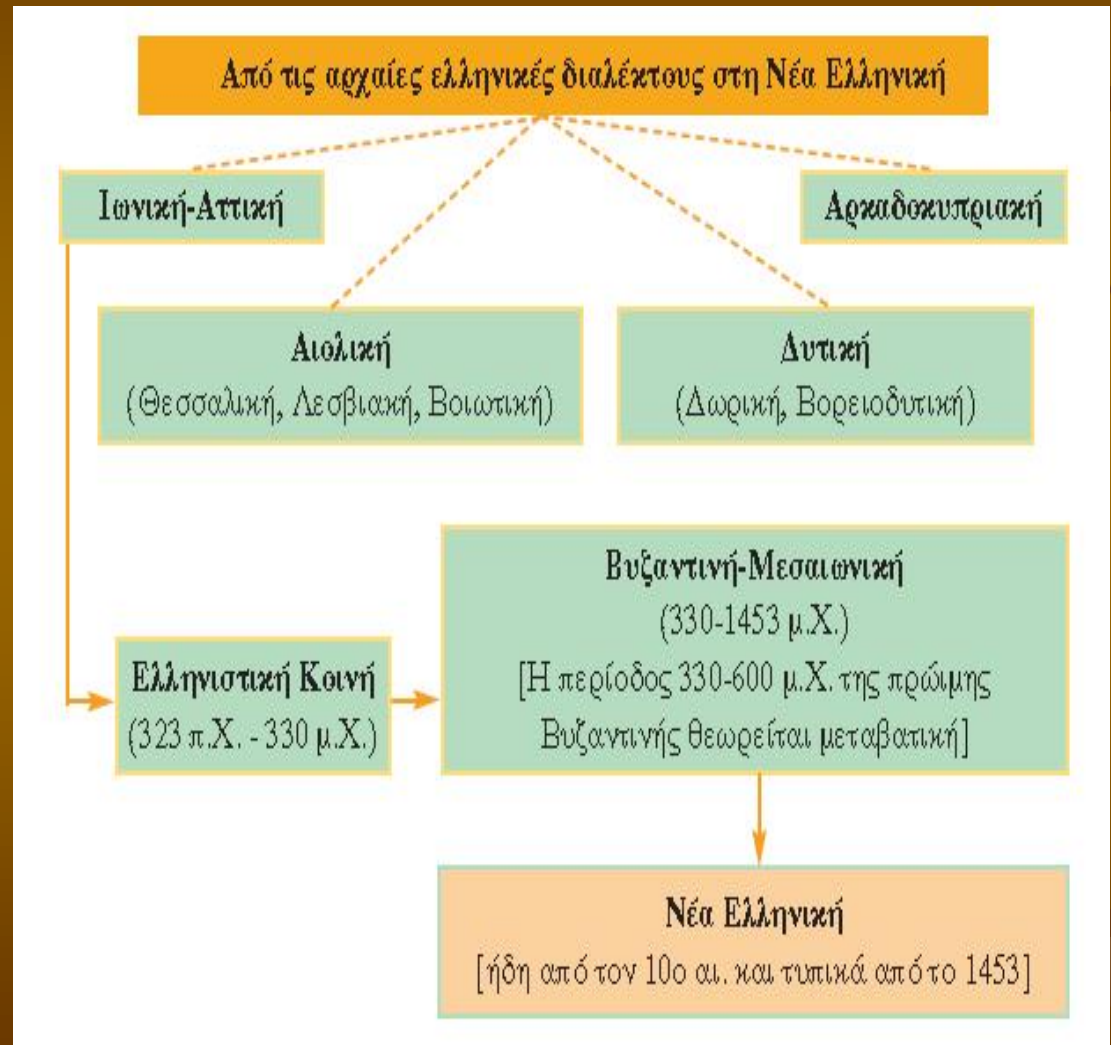 Από τις αρχαίες ελληνικές διαλέκτους στη Νέα Ελληνική
Ιωνική-Αττική
Αρκαδοκυπριακή
Αιολική
(Θεσσαλική, Λεσβιακή, Βοιωτική)
Δυτική
(Δωρική, Βορειοδυτική)
Ελληνιστική Κοινή
(323 π.Χ. - 330 μ.Χ.)
Βυζαντινή-Μεσαιωνική
(330-1453 μ.Χ.)
[Η περίοδος 330-600 μ.Χ. της πρώιμης
Βυζαντινής θεωρείται μεταβατική]
Νέα Ελληνική
[ήδη από τον 10ο αι. και τυπικά από το 1453]